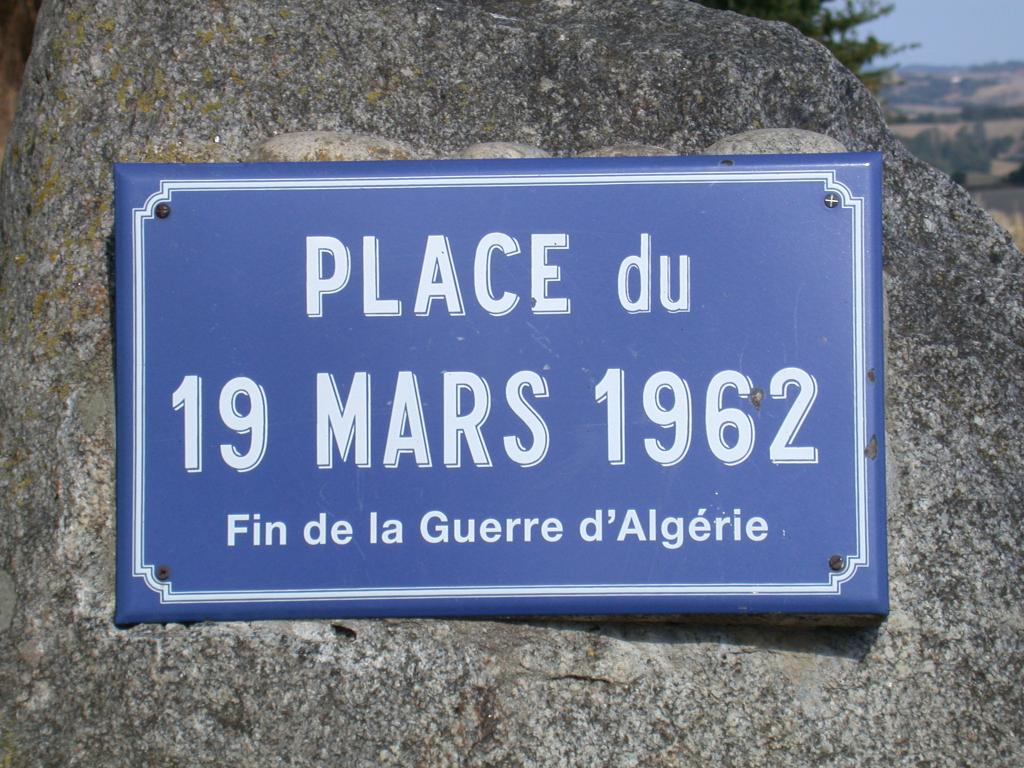 PLACE du
19 MARS 1962
Fin de la Guerre d'Algérie